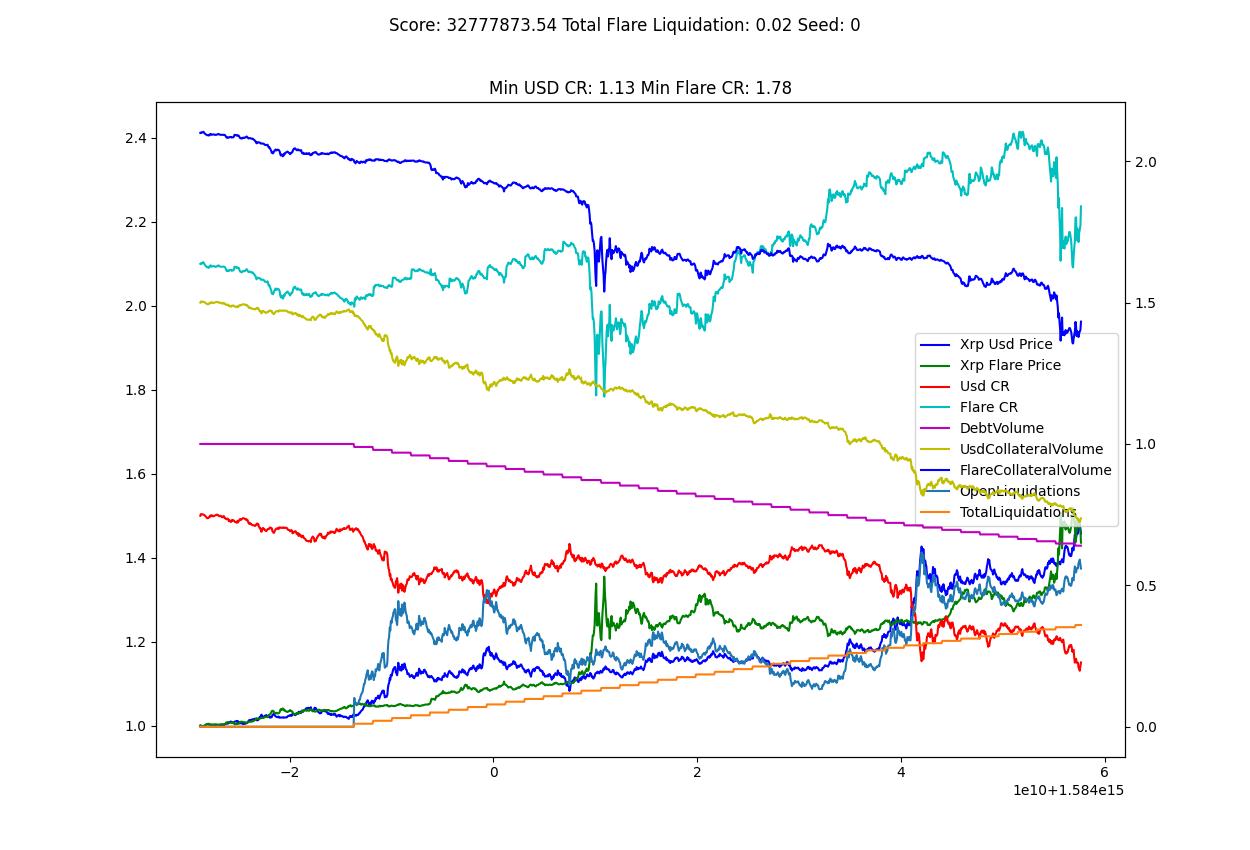 Score: 32777873.54 Total Flare Liquidation: 0.02 Seed: 0
Min USD CR: 1.13 Min Flare CR: 1.78
2.4
2.2
2.0
1.8
1.6
1.4
1.2
1.0
2.0
1.5
1.0
0.5
0.0
Xrp Usd Price
Xrp Flare Price
Usd CR
Flare CR
DebtVolume
UsdCollateralVolume
FlareCollateralVolume
OpenLiquidations
TotalLiquidations
−2 0 2 4 6
1e10+1.584e15